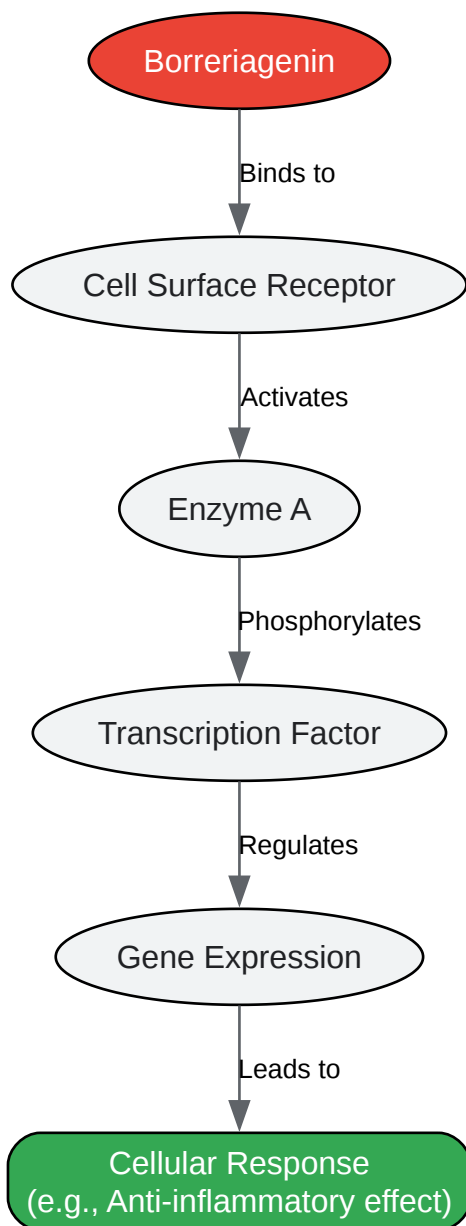 Borreriagenin
Binds to
Cell Surface Receptor
Activates
Enzyme A
Phosphorylates
Transcription Factor
Regulates
Gene Expression
Leads to
Cellular Response
(e.g., Anti-inflammatory effect)